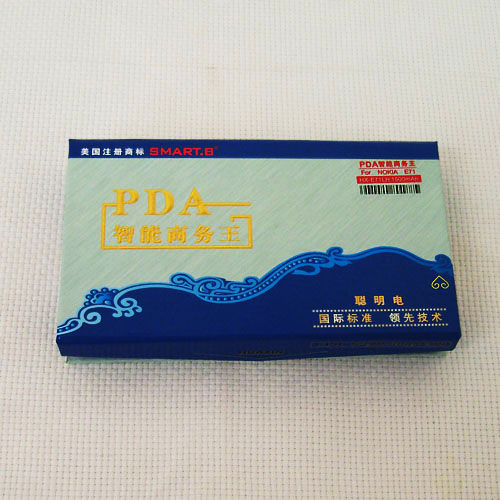 美国注册商标 SMART.B®
PDA智能商务王
For NOKIA E71
PDA
智能商务王
聪明电
国际标准 领先技术